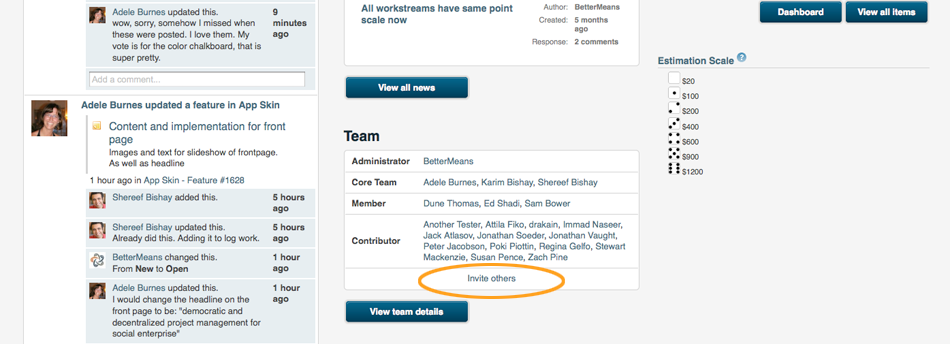 Adele Burnes updated this.
wow, sorry, somehow I missed when
these were posted. I love them. My
vote is for the color chalkboard, that is
super pretty.
9
minutes
ago
Add a comment...
Adele Burnes updated a feature in App Skin
Content and implementation for front
page
Images and text for slideshow of frontpage.
As well as headline
1 hour ago in App Skin - Feature #1628
Shereef Bishay added this.
5 hours
ago
Shereef Bishay updated this.
Already did this. Adding it to log work.
5 hours
ago
BetterMeans changed this.
From New to Open
1 hour
ago
Adele Burnes updated this.
I would change the headline on the
front page to be: "democratic and
decentralized project management for
social enterprise"
1 hour
ago
All workstreams have same point
scale now
Author: BetterMeans
Created: 5 months
ago
Response: 2 comments
View all news
Team
Administrator BetterMeans
Core Team Adele Burnes, Karim Bishay, Shereef Bishay
Member Dune Thomas, Ed Shadi, Sam Bower
Contributor
Another Tester, Attila Fiko, drakain, Immad Naseer,
Jack Atlasov, Jonathan Soeder, Jonathan Vaught,
Peter Jacobson, Poki Piottin, Regina Gelfo, Stewart
Mackenzie, Susan Pence, Zach Pine
Invite others
View team details
Dashboard
View all items
Estimation Scale ?
$20
$100
$200
$400
$600
$900
$1200